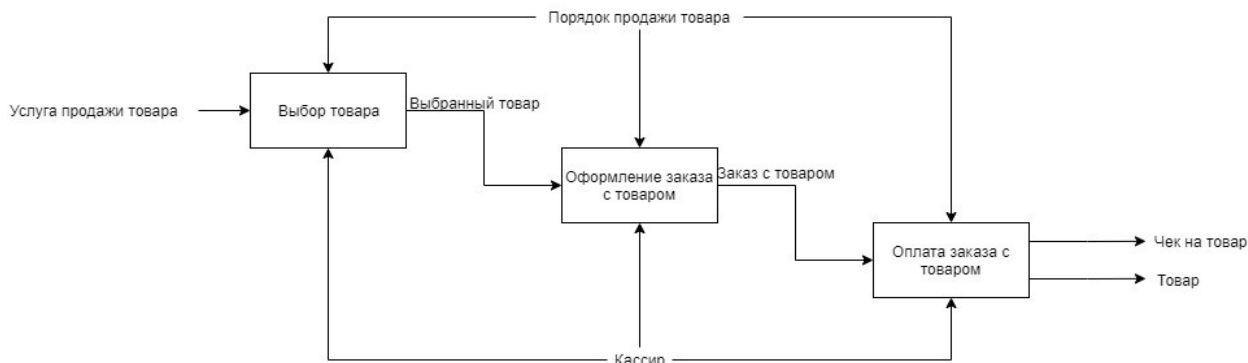 Порядок продажи товара
Услуга продажи товара
Выбор товара
Выбранный товар
Оформление заказа
с товаром
Заказ с товаром
Оплата заказа с
товаром
Чек на товар
Товар
Кассир